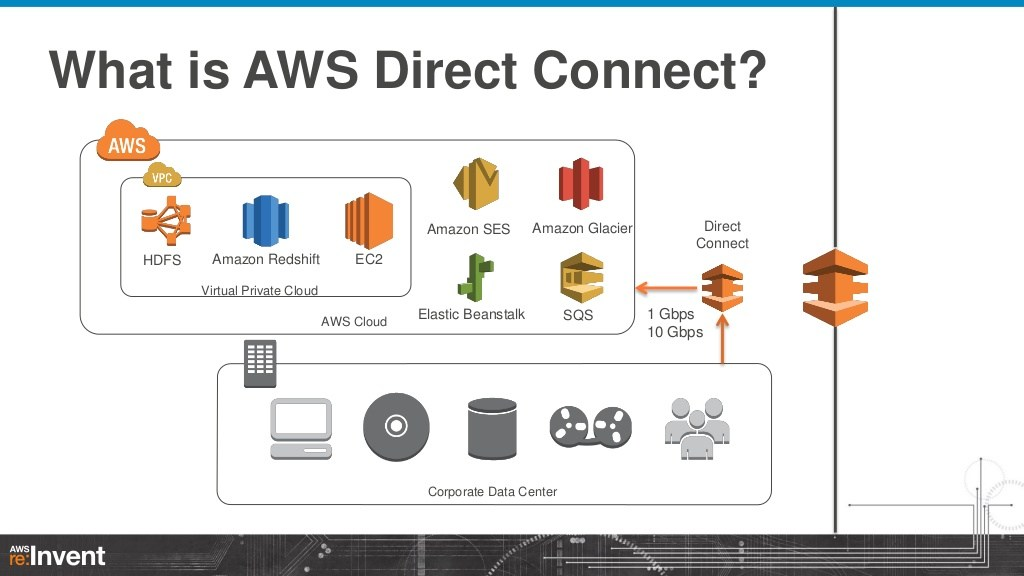 What is AWS Direct Connect?
AWS
VPC
HDFS
Amazon Redshift
EC2
Virtual Private Cloud
AWS Cloud
Amazon SES
Amazon Glacier
Elastic Beanstalk
SQS
Direct
Connect
1 Gbps
10 Gbps
Corporate Data Center
AWS
re:Invent